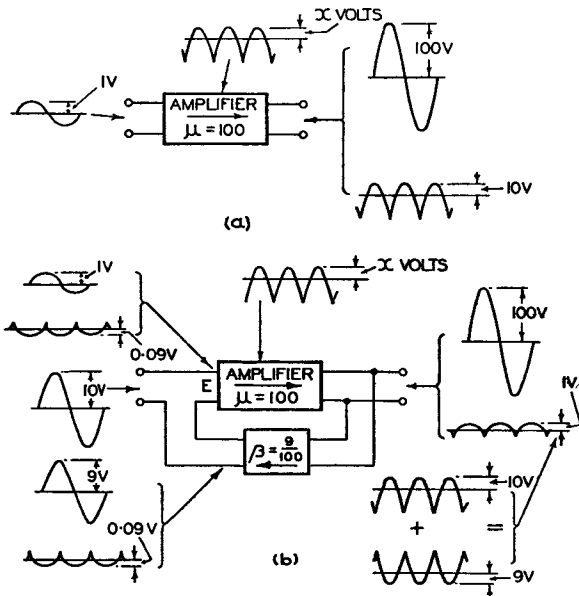 X VOLTS
1V
AMPLIFIER
μ = 100
100V
10V
(a)
1V
X VOLTS
0·09V
100V
10V
E
AMPLIFIER
μ = 100
1V
β = 9/100
9V
10V
0·09V
+
=
(b)
9V